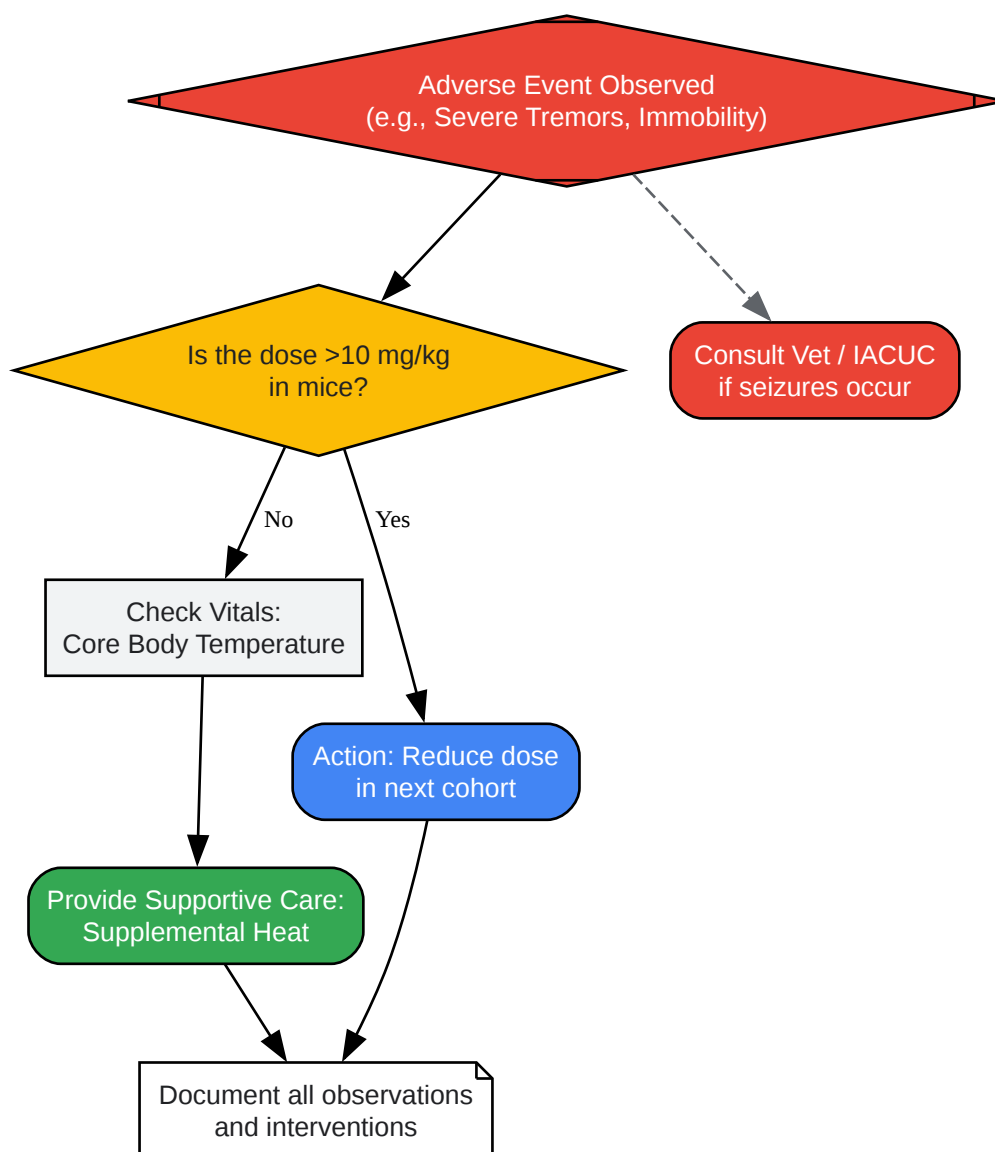 Adverse Event Observed
(e.g., Severe Tremors, Immobility)
Is the dose >10 mg/kg
in mice?
Consult Vet / IACUC
if seizures occur
No
Yes
Check Vitals:
Core Body Temperature
Action: Reduce dose
in next cohort
Provide Supportive Care:
Supplemental Heat
Document all observations
and interventions